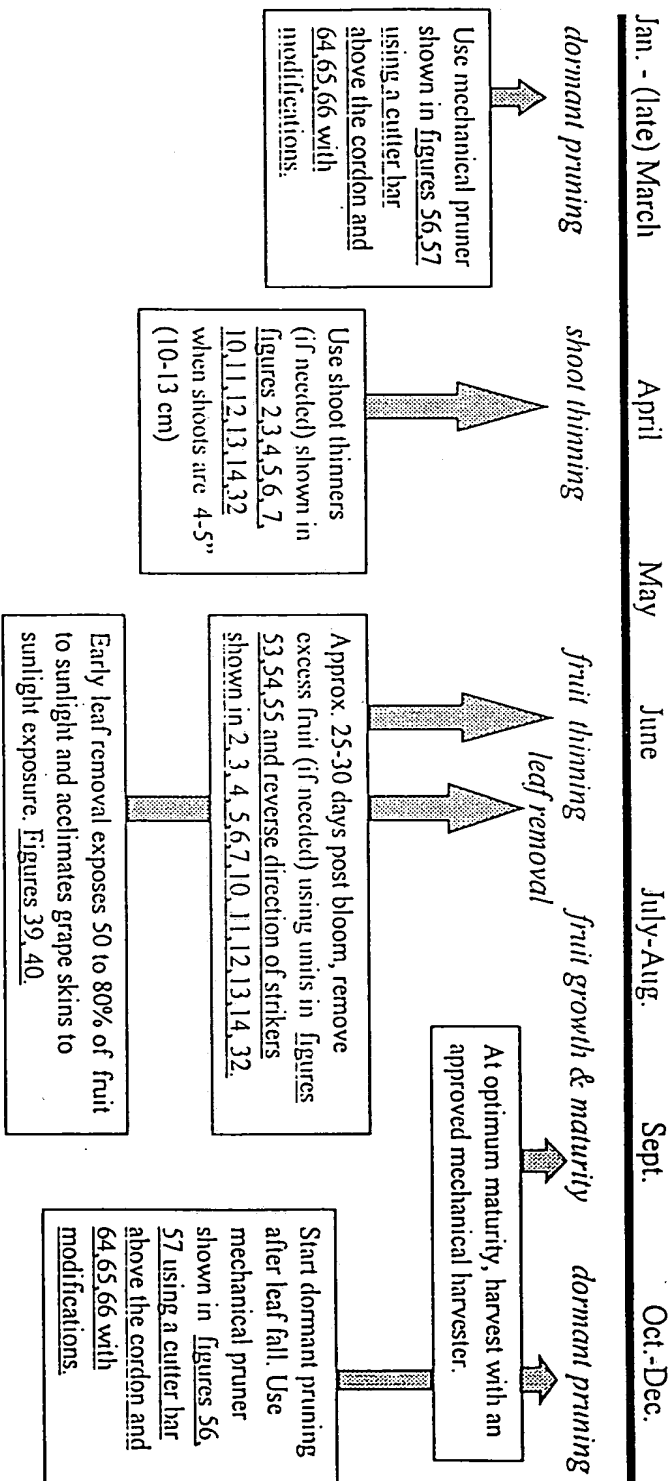 Jan. - (late) March April May June July-Aug. Sept. Oct.-Dec.
dormant pruning
shoot thinning
fruit thinning
leaf removal
fruit growth & maturity
dormant pruning
Use mechanical pruner
shown in figures 56,57
using a cutter bar
above the cordon and
64,65,66 with
modifications.
Use shoot thinners
(if needed) shown in
figures 2,3,4,5,6, 7,
10,11,12,13,14,32
when shoots are 4-5"
(10-13 cm)
Approx. 25-30 days post bloom, remove
excess fruit (if needed) using units in figures
53,54,55 and reverse direction of strikers
shown in 2, 3, 4, 5,6,7,10, 11,12,13,14, 32.
Early leaf removal exposes 50 to 80% of fruit
to sunlight and acclimates grape skins to
sunlight exposure. Figures 39, 40.
At optimum maturity, harvest with an
approved mechanical harvester.
Start dormant pruning
after leaf fall. Use
mechanical pruner
shown in figures 56,
57 using a cutter bar
above the cordon and
64,65,66 with
modifications.